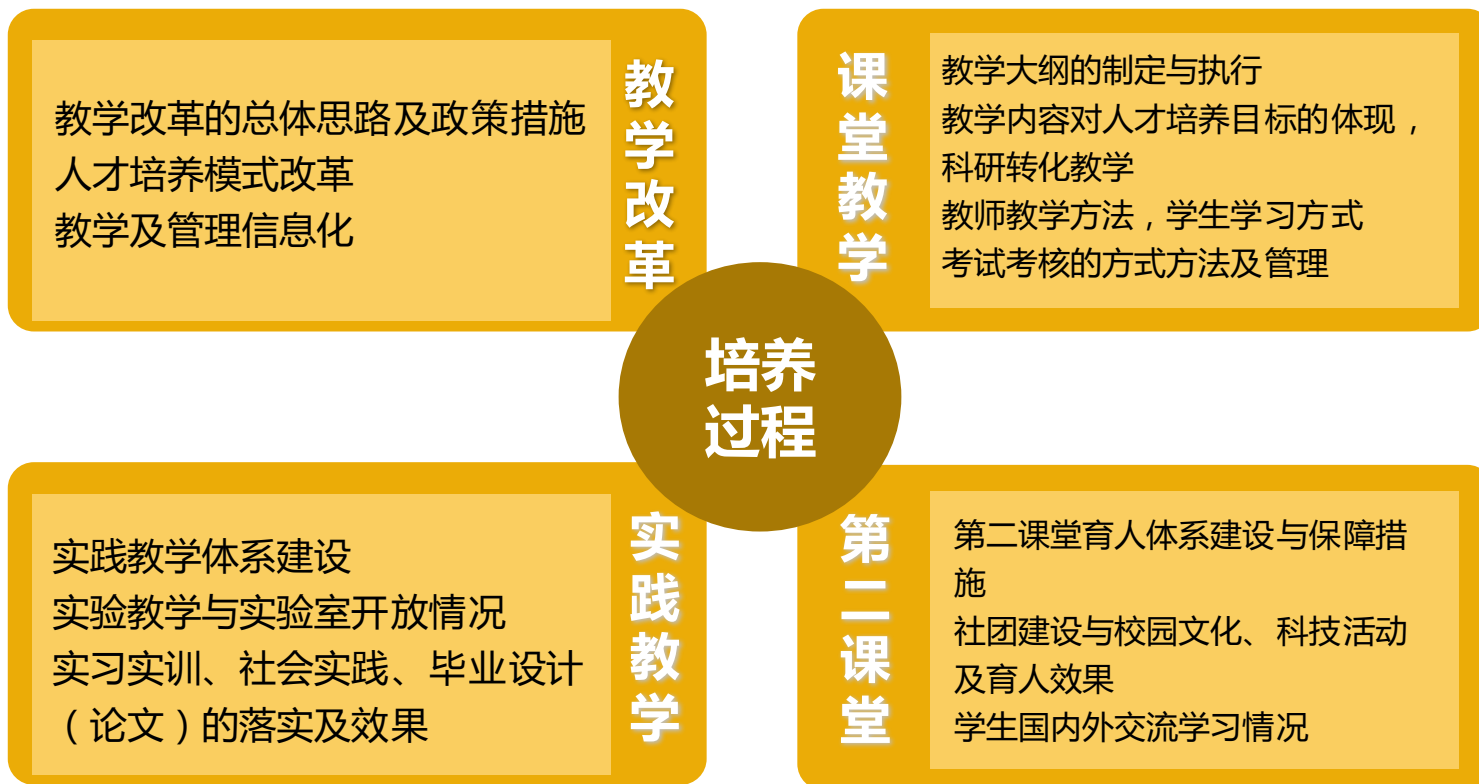 教学改革的总体思路及政策措施
人才培养模式改革
教学及管理信息化
教学改革
课堂教学
教学大纲的制定与执行
教学内容对人才培养目标的体现，
科研转化教学
教师教学方法，学生学习方式
考试考核的方式方法及管理
培养
过程
实践教学体系建设
实验教学与实验室开放情况
实习实训、社会实践、毕业设计
（论文）的落实及效果
实践教学
第二课堂
第二课堂育人体系建设与保障措
施
社团建设与校园文化、科技活动
及育人效果
学生国内外交流学习情况